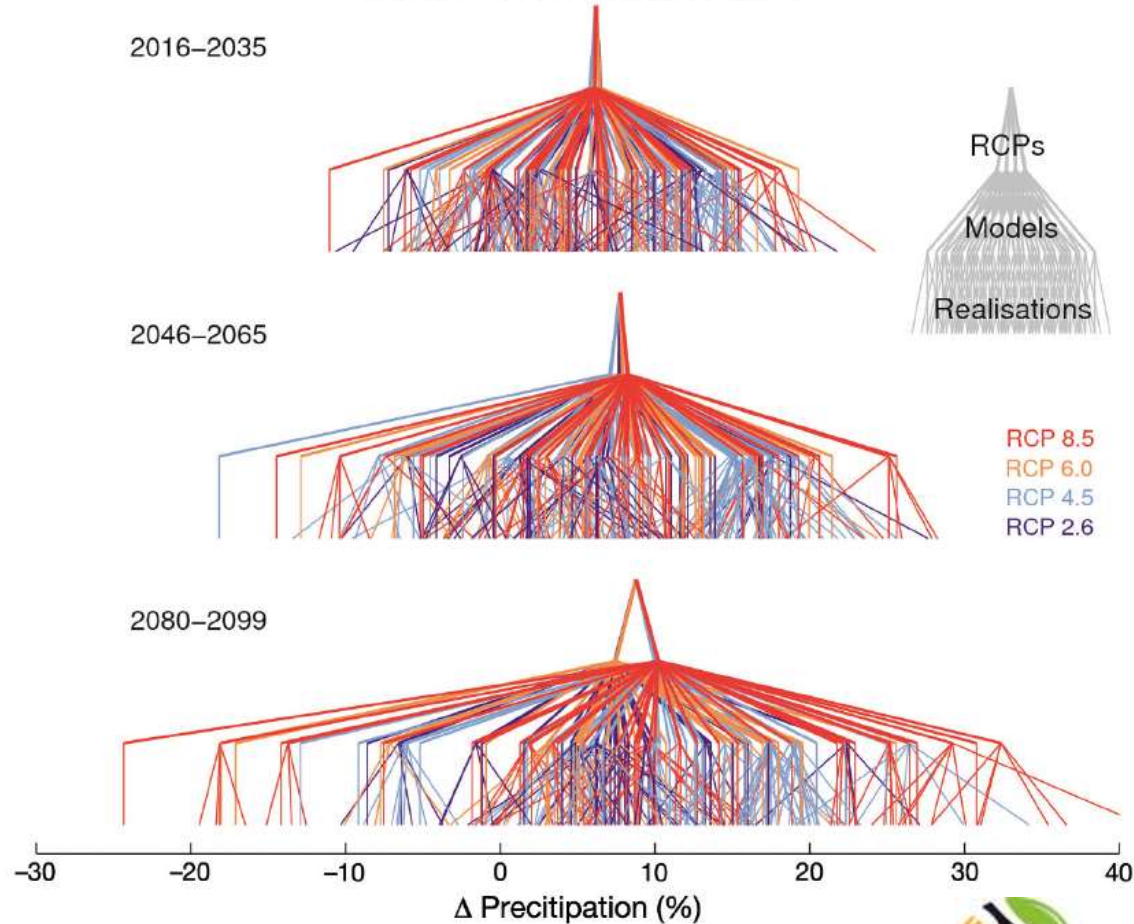 2016–2035
RCPs
Models
Realisations
2046–2065
RCP 8.5
RCP 6.0
RCP 4.5
RCP 2.6
2080–2099
−30 −20 −10 0 10 20 30 40
Δ Precitipation (%)